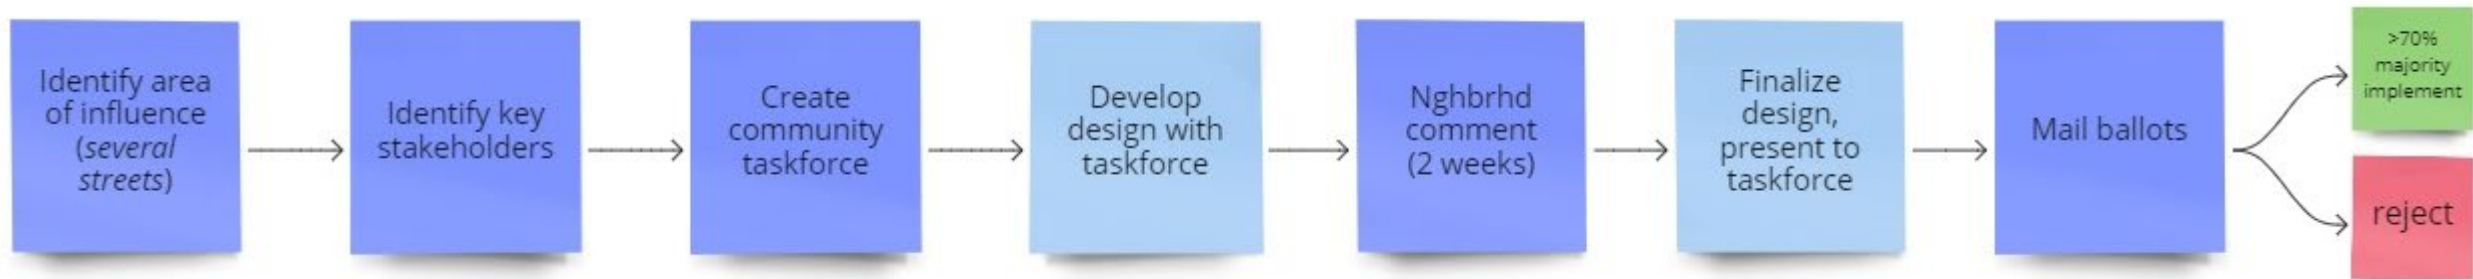 Identify area
of influence
(several
streets)
Identify key
stakeholders
Create
community
taskforce
Develop
design with
taskforce
Nghbrhd
comment
(2 weeks)
Finalize
design,
present to
taskforce
Mail ballots
>70%
majority
implement
reject